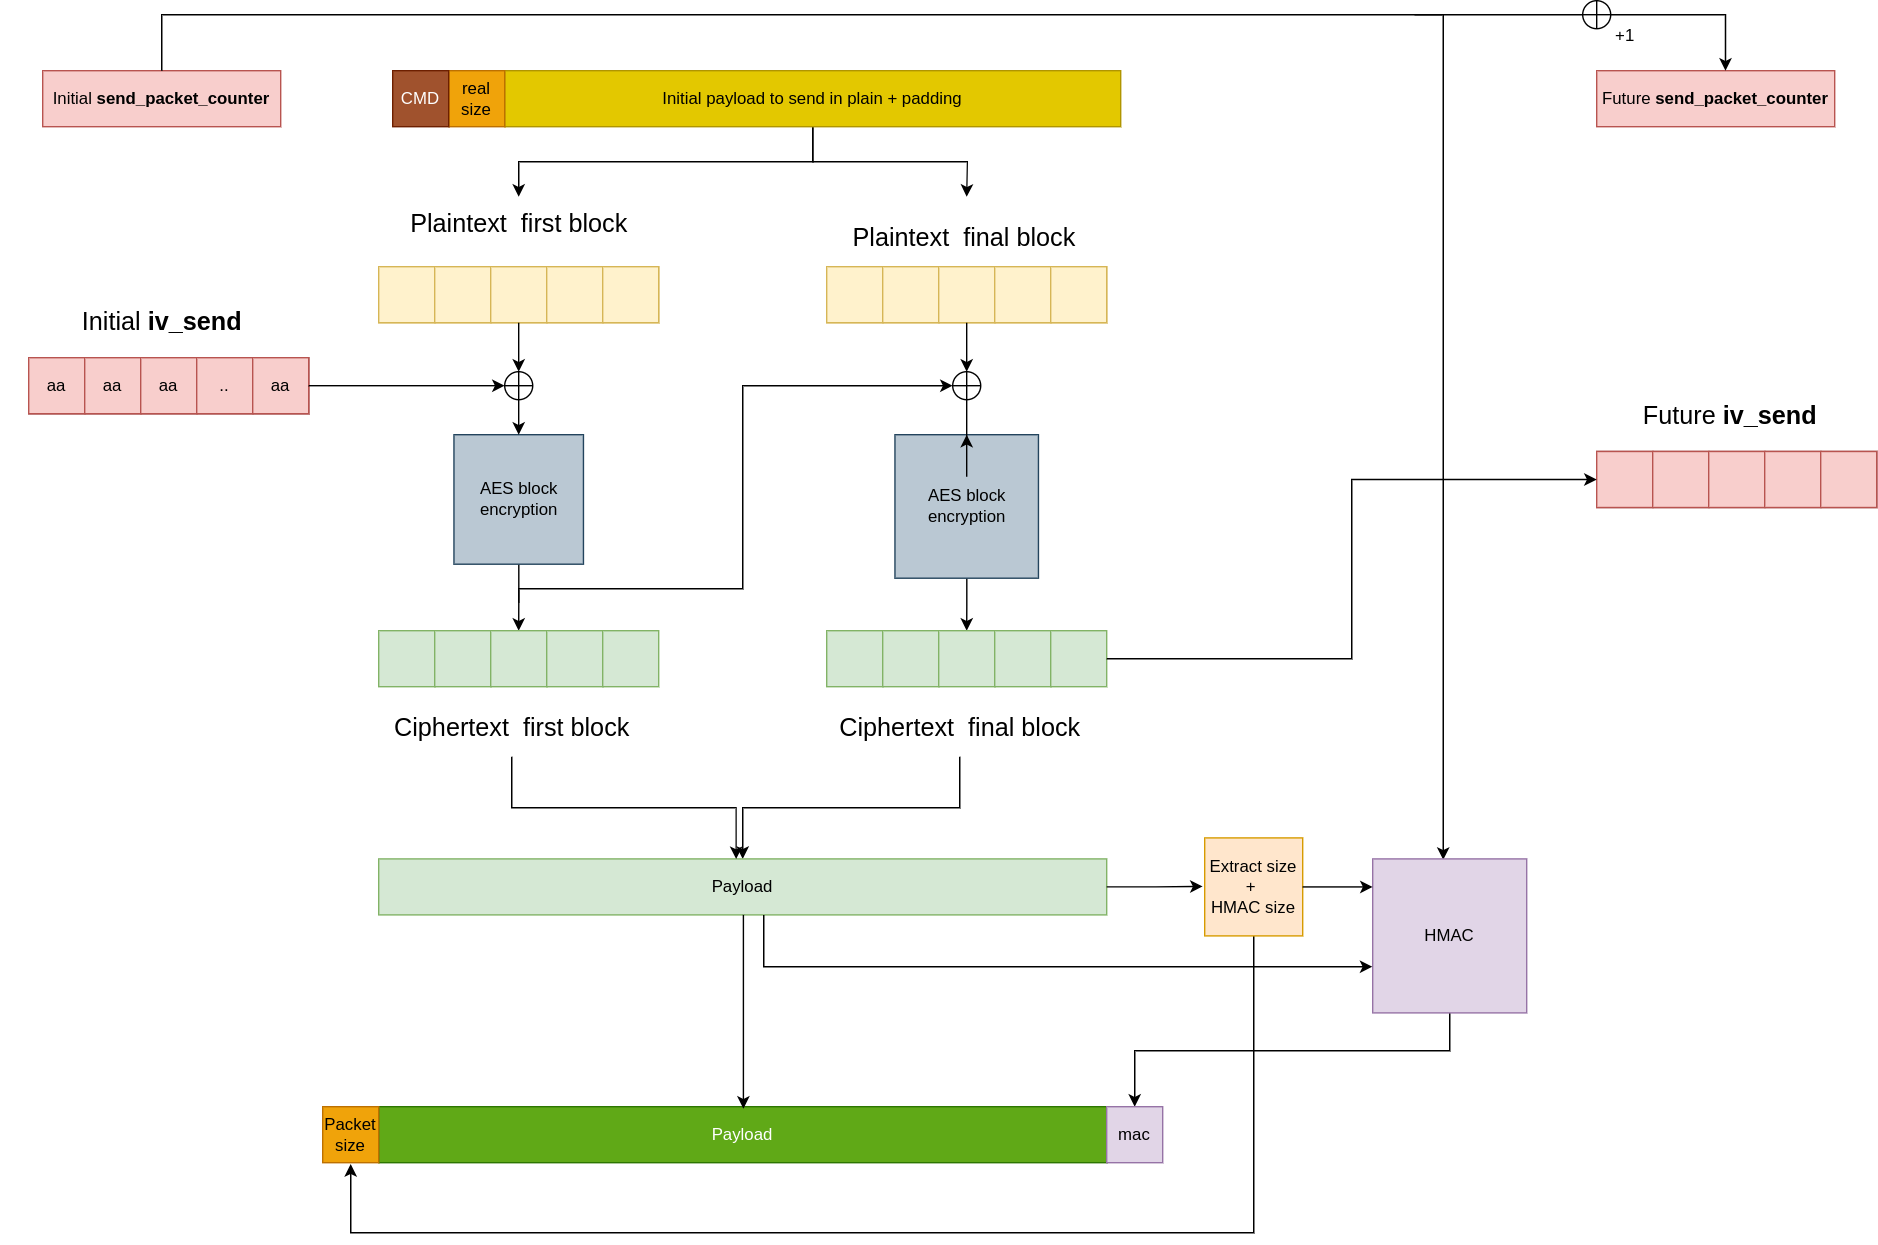 +1
Initial send_packet_counter
CMD
real
size
Initial payload to send in plain + padding
Future send_packet_counter
Plaintext first block
Plaintext final block
Initial iv_send
aa
aa
aa
..
aa
Future iv_send
AES block
encryption
AES block
encryption
Ciphertext first block
Ciphertext final block
Payload
Extract size
+
HMAC size
HMAC
Packet
size
Payload
mac